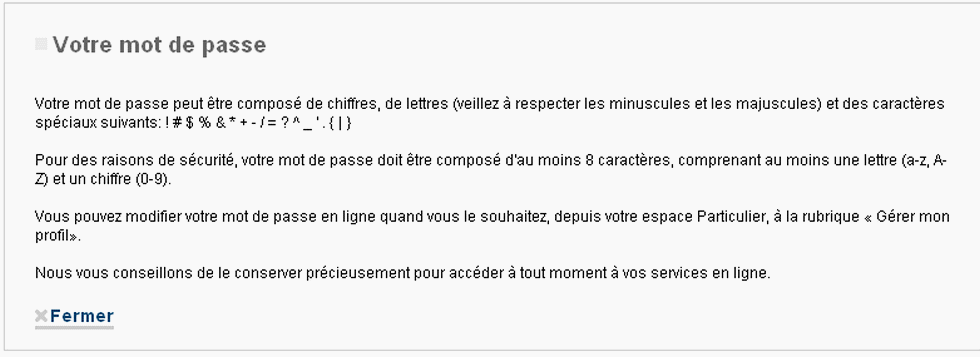 Votre mot de passe
Votre mot de passe peut être composé de chiffres, de lettres (veillez à respecter les minuscules et les majuscules) et des caractères
spéciaux suivants: ! # $ % & * + - / = ? ^ _ ' . { | }
Pour des raisons de sécurité, votre mot de passe doit être composé d'au moins 8 caractères, comprenant au moins une lettre (a-z, A-
Z) et un chiffre (0-9).
Vous pouvez modifier votre mot de passe en ligne quand vous le souhaitez, depuis votre espace Particulier, à la rubrique « Gérer mon
profil».
Nous vous conseillons de le conserver précieusement pour accéder à tout moment à vos services en ligne.
Fermer